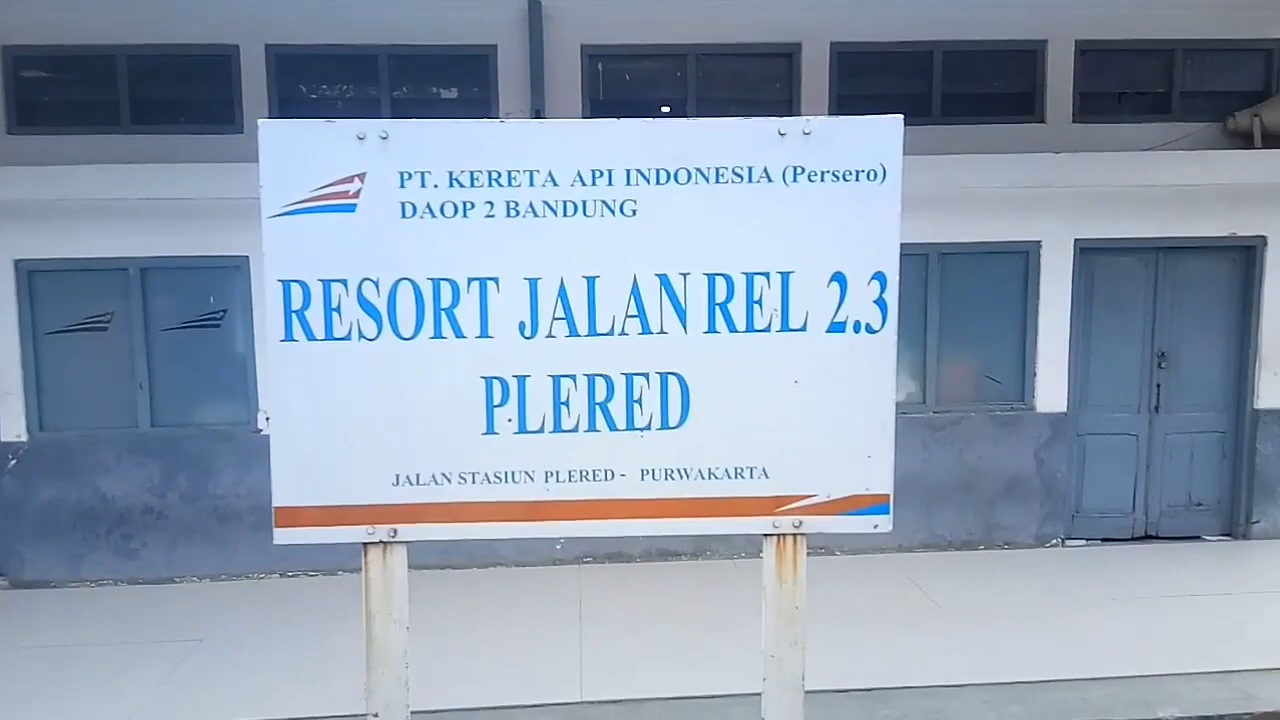 PT. KERETA API INDONESIA (Persero)
DAOP 2 BANDUNG
RESORT JALAN REL 2.3
PLERED
JALAN STASIUN PLERED - PURWAKARTA